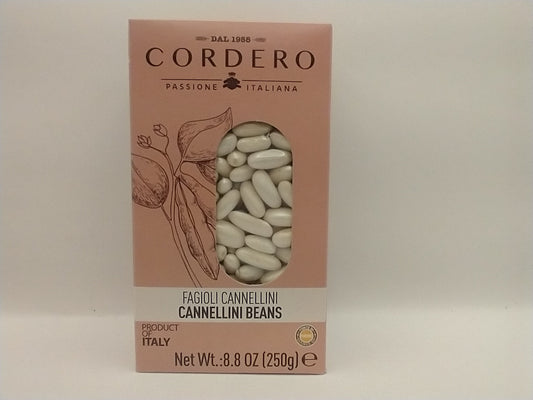 DAL 1988
CORDERO
PASSIONE ITALIANA
FAGIOLI CANNELLINI
CANNELLINI BEANS
PRODUCT
OF
ITALY
Net Wt.:8.8 OZ (250g) ℮